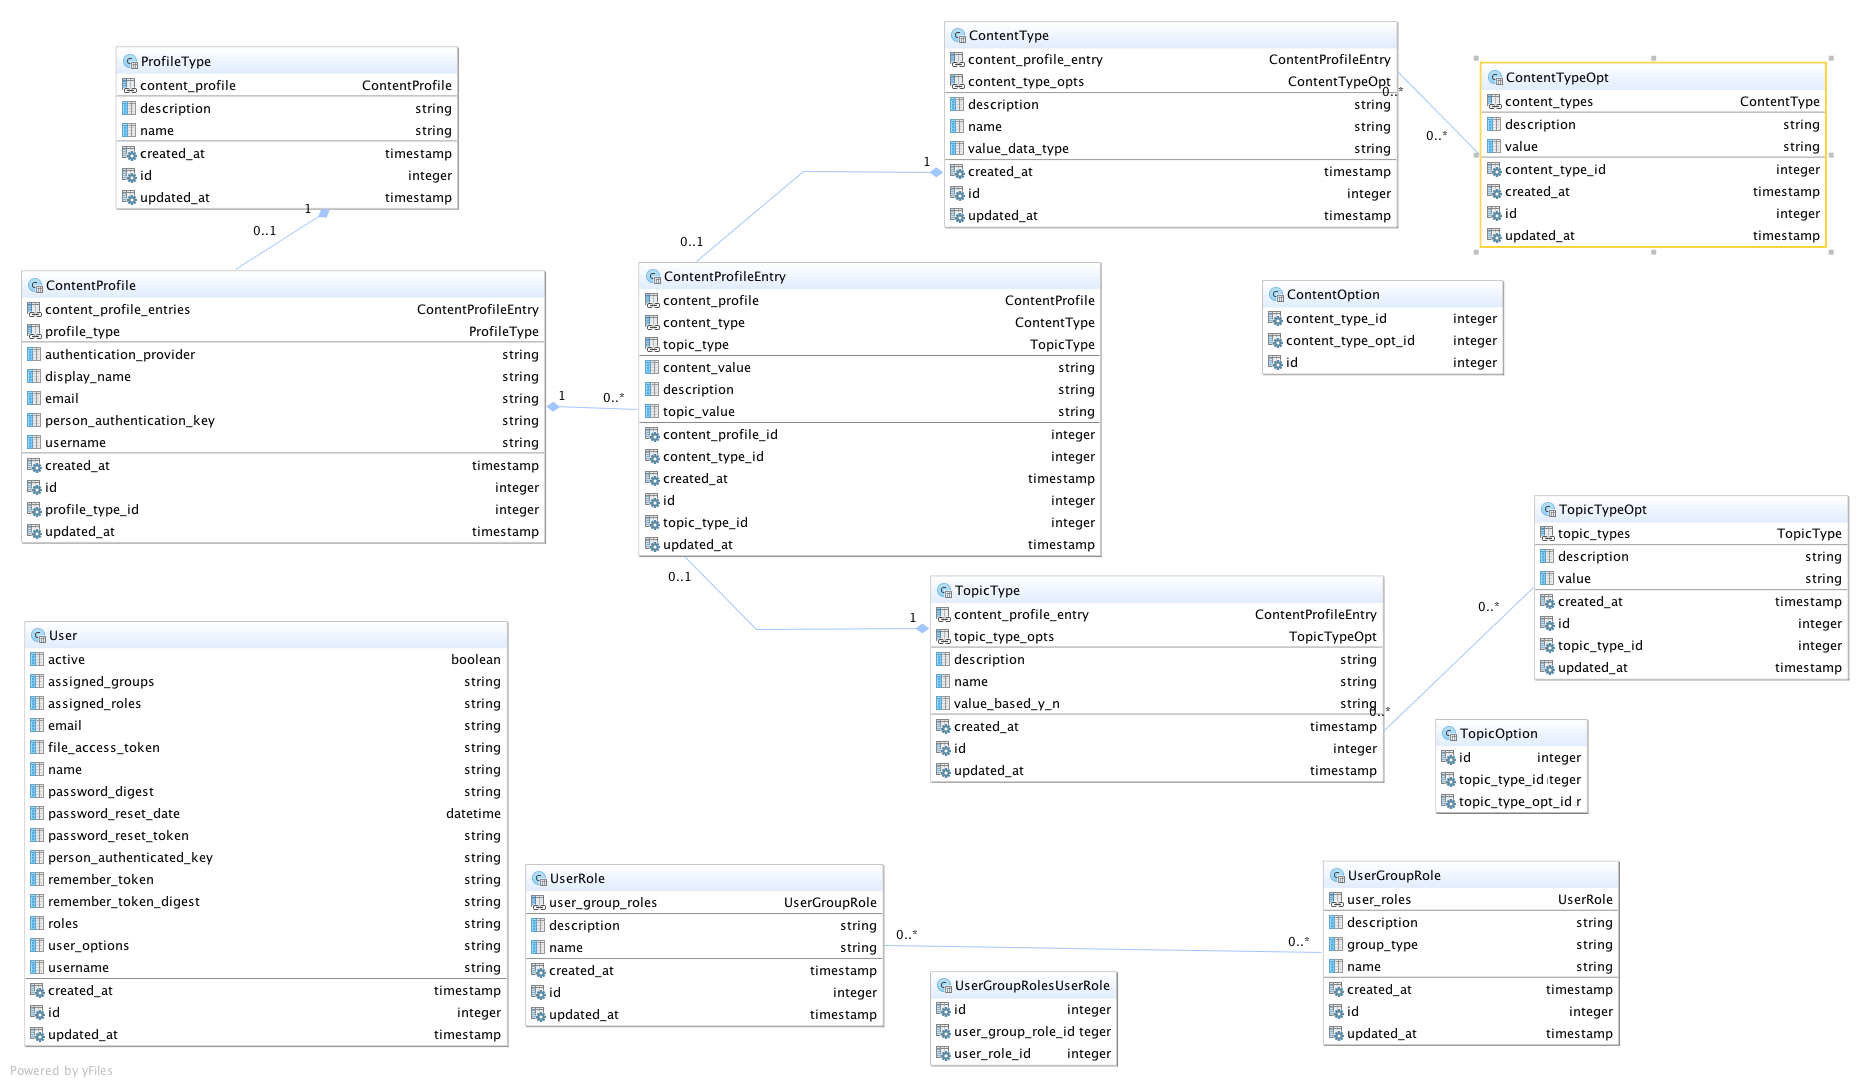 ProfileType
content_profile ContentProfile
description string
name string
created_at timestamp
id integer
updated_at timestamp
1
0..1
ContentProfile
content_profile_entries ContentProfileEntry
profile_type ProfileType
authentication_provider string
display_name string
email string
person_authentication_key string
username string
created_at timestamp
id integer
profile_type_id integer
updated_at timestamp
1
0..*
ContentProfileEntry
content_profile ContentProfile
content_type ContentType
topic_type TopicType
content_value string
description string
topic_value string
content_profile_id integer
content_type_id integer
created_at timestamp
id integer
topic_type_id integer
updated_at timestamp
0..1
1
ContentType
content_profile_entry ContentProfileEntry
content_type_opts ContentTypeOpt
description string
name string
value_data_type string
created_at timestamp
id integer
updated_at timestamp
0..*
0..*
ContentTypeOpt
content_types ContentType
description string
value string
content_type_id integer
created_at timestamp
id integer
updated_at timestamp
ContentOption
content_type_id integer
content_type_opt_id integer
id integer
0..1
1
TopicType
content_profile_entry ContentProfileEntry
topic_type_opts TopicTypeOpt
description string
name string
value_based_y_n string
created_at timestamp
id integer
updated_at timestamp
0..*
0..*
TopicTypeOpt
topic_types TopicType
description string
value string
created_at timestamp
id integer
topic_type_id integer
updated_at timestamp
TopicOption
id integer
topic_type_id teger
topic_type_opt_id r
User
active boolean
assigned_groups string
assigned_roles string
email string
file_access_token string
name string
password_digest string
password_reset_date datetime
password_reset_token string
person_authenticated_key string
remember_token string
remember_token_digest string
roles string
user_options string
username string
created_at timestamp
id integer
updated_at timestamp
UserRole
user_group_roles UserGroupRole
description string
name string
created_at timestamp
id integer
updated_at timestamp
0..*
0..*
UserGroupRolesUserRole
id integer
user_group_role_id teger
user_role_id integer
UserGroupRole
user_roles UserRole
description string
group_type string
name string
created_at timestamp
id integer
updated_at timestamp
Powered by yFiles